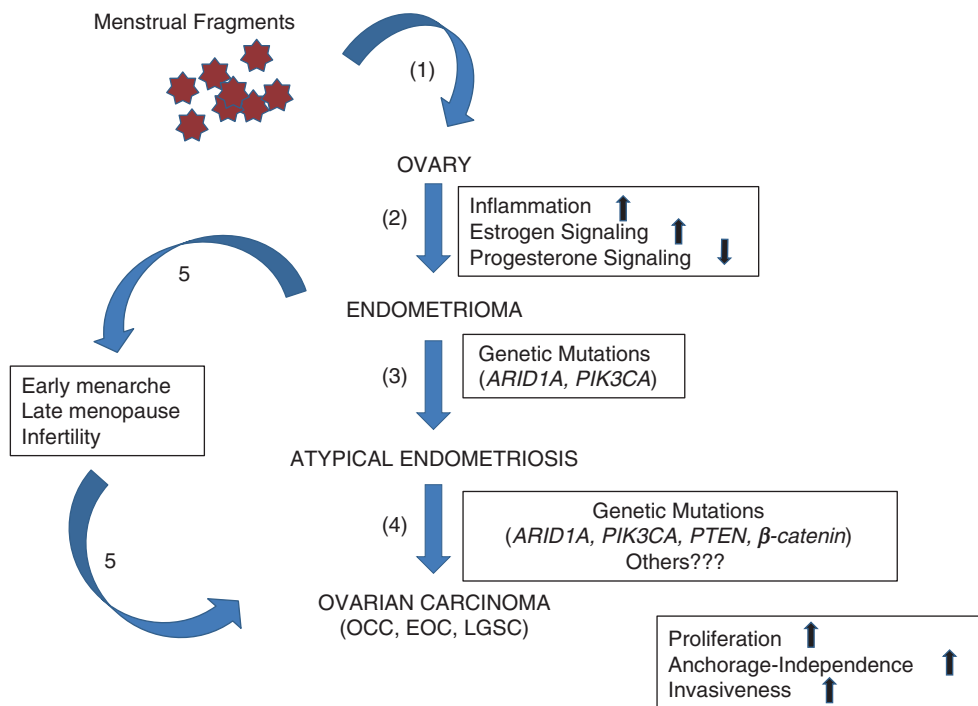 Menstrual Fragments
(1)
OVARY
(2)
Inflammation
Estrogen Signaling
Progesterone Signaling
5
ENDOMETRIOMA
(3)
Genetic Mutations
(ARID1A, PIK3CA)
Early menarche
Late menopause
Infertility
ATYPICAL ENDOMETRIOSIS
(4)
Genetic Mutations
(ARID1A, PIK3CA, PTEN, β-catenin)
Others???
5
OVARIAN CARCINOMA
(OCC, EOC, LGSC)
Proliferation
Anchorage-Independence
Invasiveness